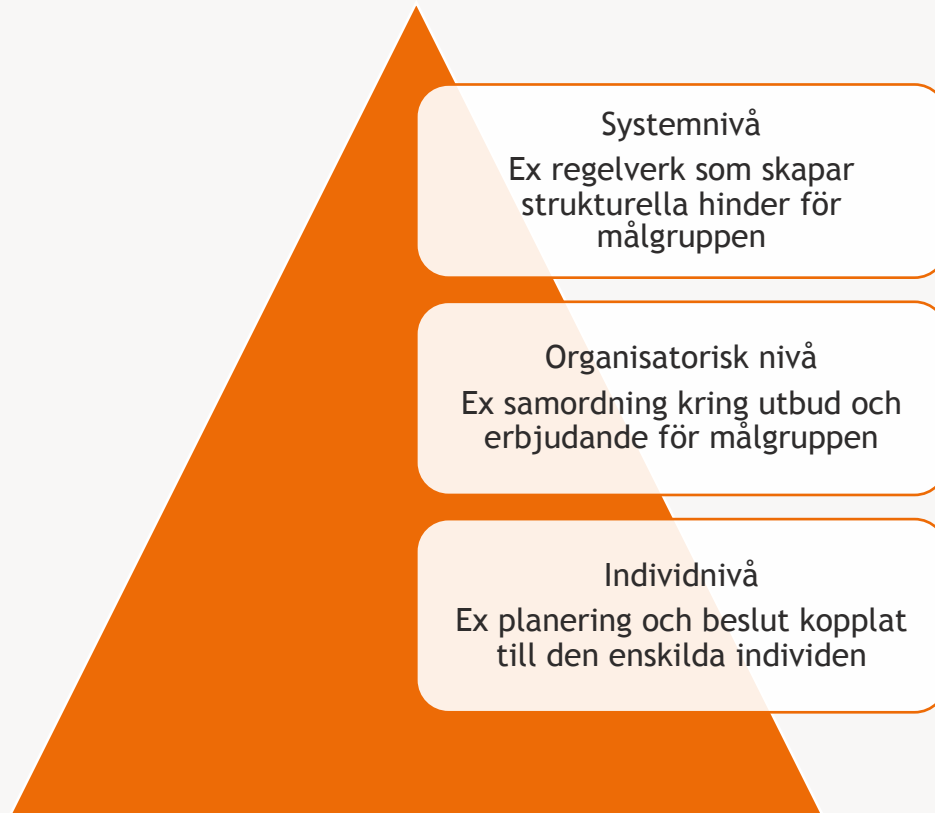 Systemnivå
Ex regelverk som skapar
strukturella hinder för
målgruppen
Organisatorisk nivå
Ex samordning kring utbud och
erbjudande för målgruppen
Individnivå
Ex planering och beslut kopplat
till den enskilda individen